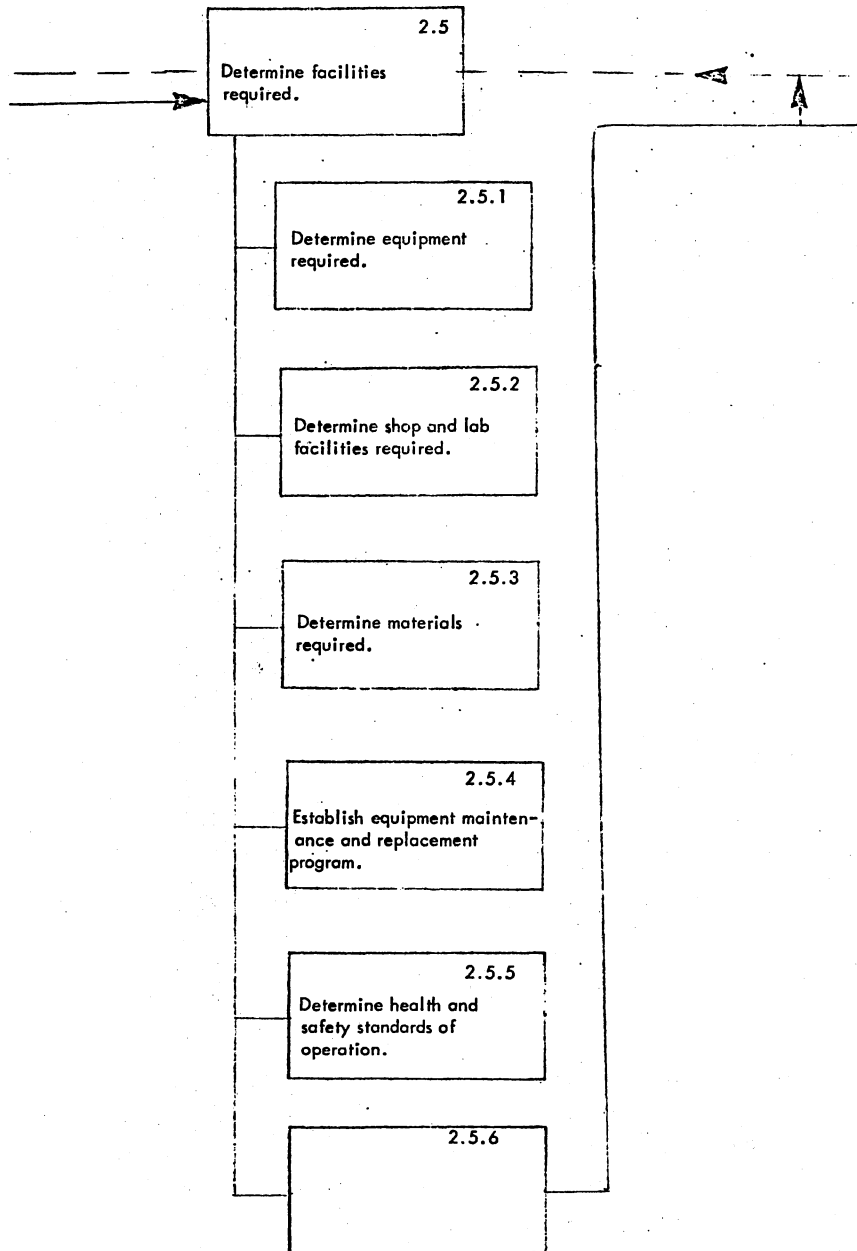 2.5
Determine facilities
required.
2.5.1
Determine equipment
required.
2.5.2
Determine shop and lab
facilities required.
2.5.3
Determine materials
required.
2.5.4
Establish equipment mainten-
ance and replacement
program.
2.5.5
Determine health and
safety standards of
operation.
2.5.6